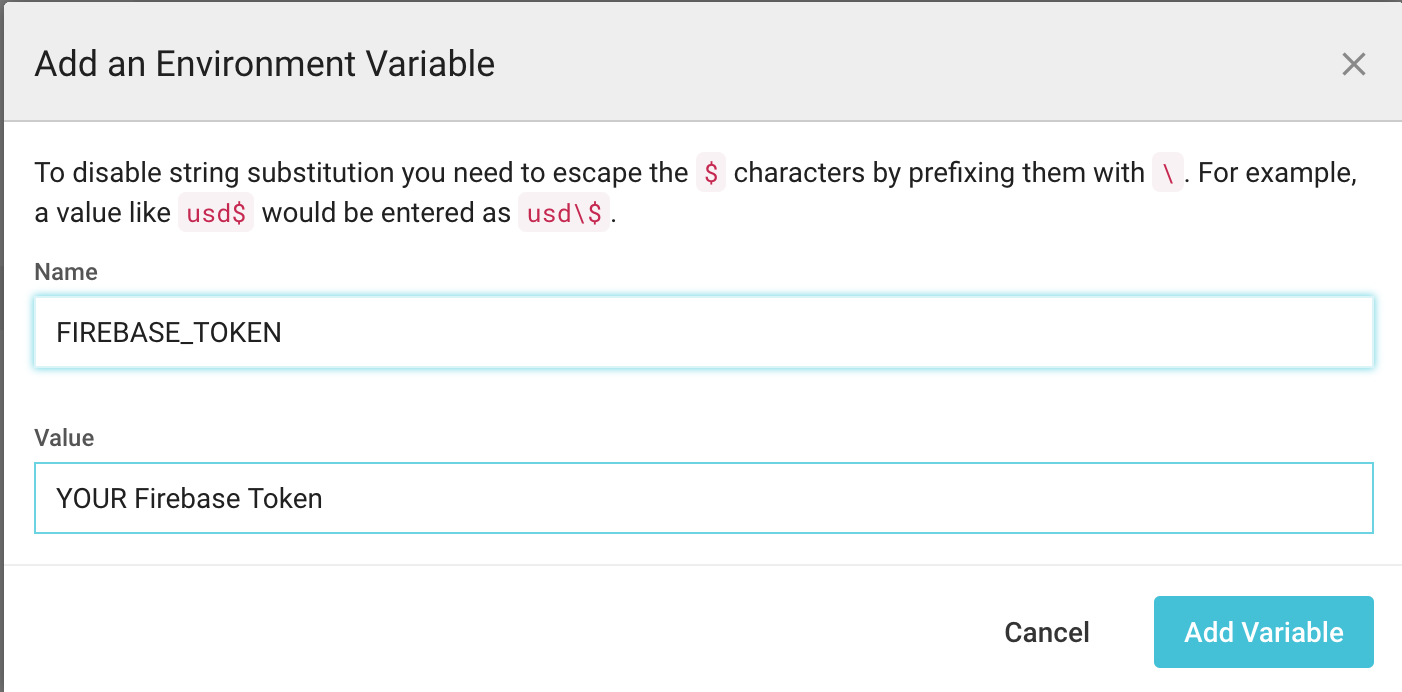 Add an Environment Variable
To disable string substitution you need to escape the $ characters by prefixing them with \. For example,
a value like usd$ would be entered as usd\$.
Name
FIREBASE_TOKEN
Value
YOUR Firebase Token
Cancel
Add Variable